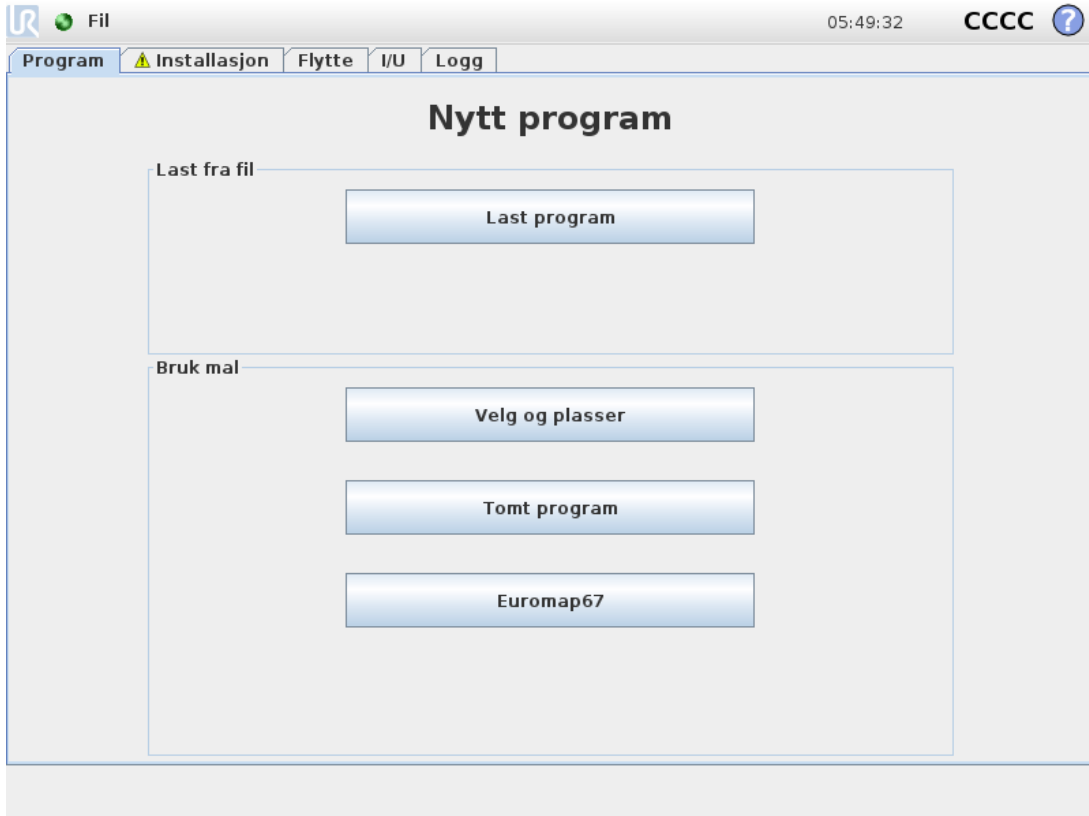 UR Fil 05:49:32 CCCC ?
Program Installasjon Flytte I/U Logg
Nytt program
Last fra fil
Last program
Bruk mal
Velg og plasser
Tomt program
Euromap67